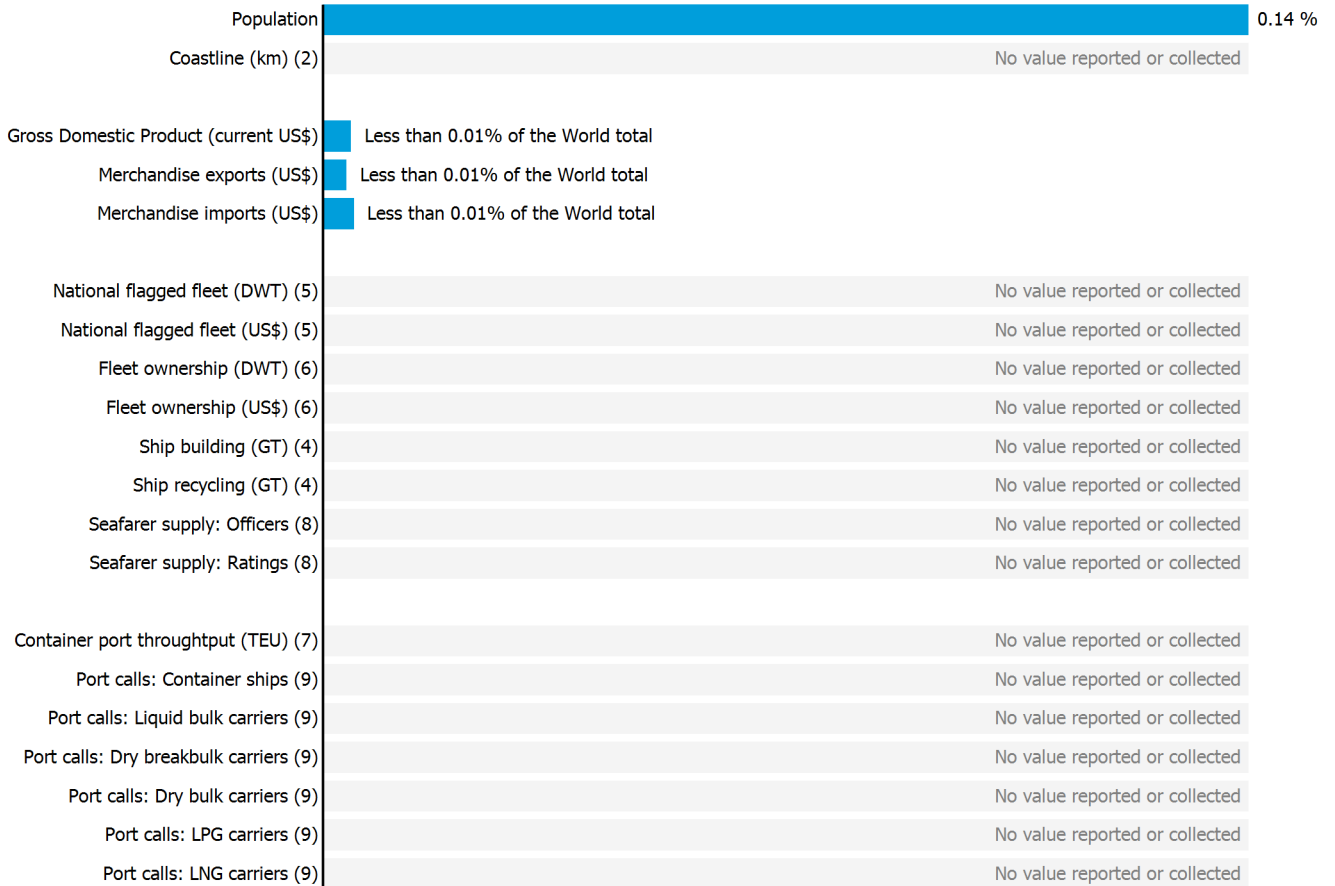 Population 0.14 %
Coastline (km) (2) No value reported or collected
Gross Domestic Product (current US$) Less than 0.01% of the World total
Merchandise exports (US$) Less than 0.01% of the World total
Merchandise imports (US$) Less than 0.01% of the World total
National flagged fleet (DWT) (5) No value reported or collected
National flagged fleet (US$) (5) No value reported or collected
Fleet ownership (DWT) (6) No value reported or collected
Fleet ownership (US$) (6) No value reported or collected
Ship building (GT) (4) No value reported or collected
Ship recycling (GT) (4) No value reported or collected
Seafarer supply: Officers (8) No value reported or collected
Seafarer supply: Ratings (8) No value reported or collected
Container port throughtput (TEU) (7) No value reported or collected
Port calls: Container ships (9) No value reported or collected
Port calls: Liquid bulk carriers (9) No value reported or collected
Port calls: Dry breakbulk carriers (9) No value reported or collected
Port calls: Dry bulk carriers (9) No value reported or collected
Port calls: LPG carriers (9) No value reported or collected
Port calls: LNG carriers (9) No value reported or collected